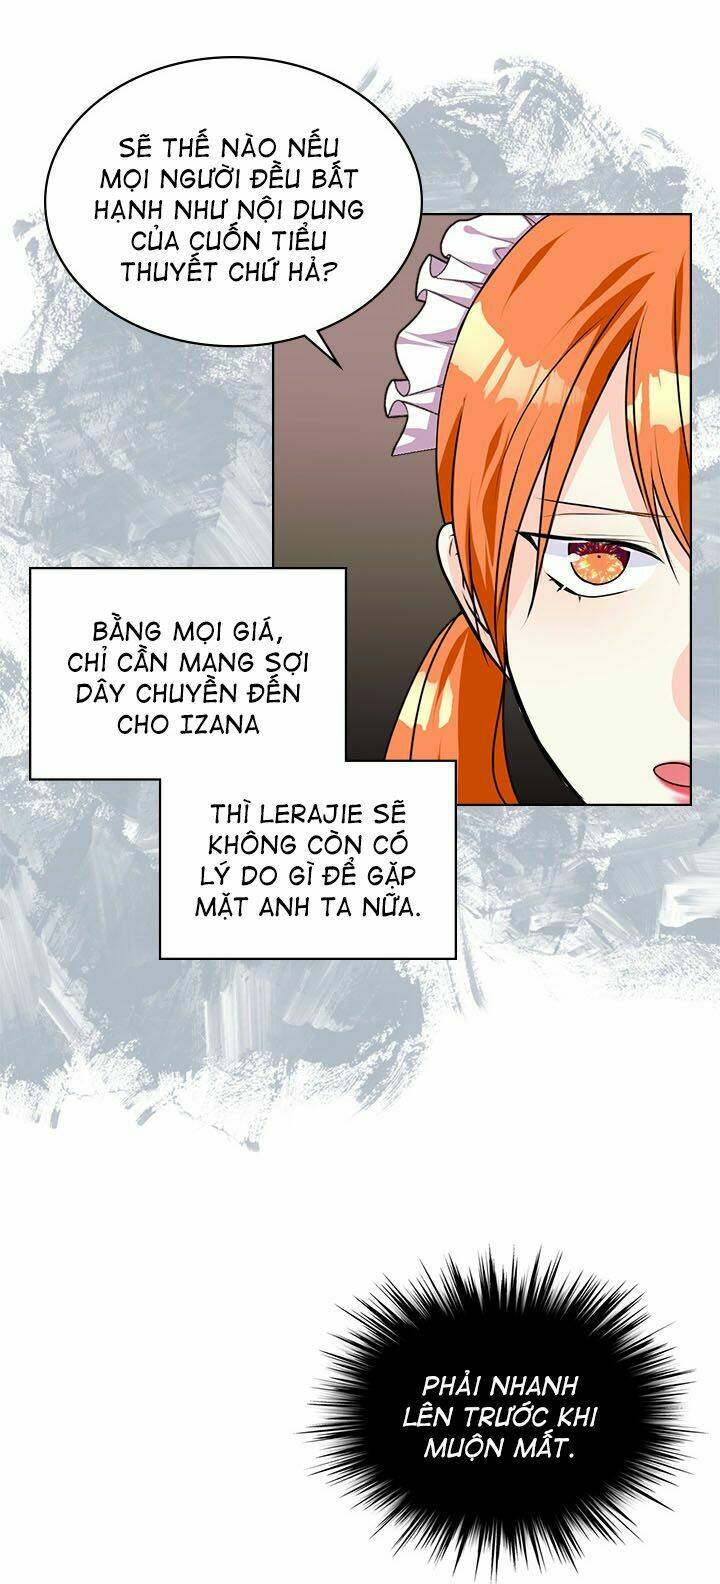 SẼ THẾ NÀO NẾU
MỌI NGƯỜI ĐỀU BẤT
HẠNH NHƯ NỘI DUNG
CỦA CUỐN TIỂU
THUYẾT CHỨ HẢ?
BẰNG MỌI GIÁ,
CHỈ CẦN MANG SỢI
DÂY CHUYỀN ĐẾN
CHO IZANA
THÌ LERAJIE SẼ
KHÔNG CÒN CÓ
LÝ DO GÌ ĐỂ GẶP
MẶT ANH TA NỮA.
PHẢI NHANH
LÊN TRƯỚC KHI
MUỘN MẤT.